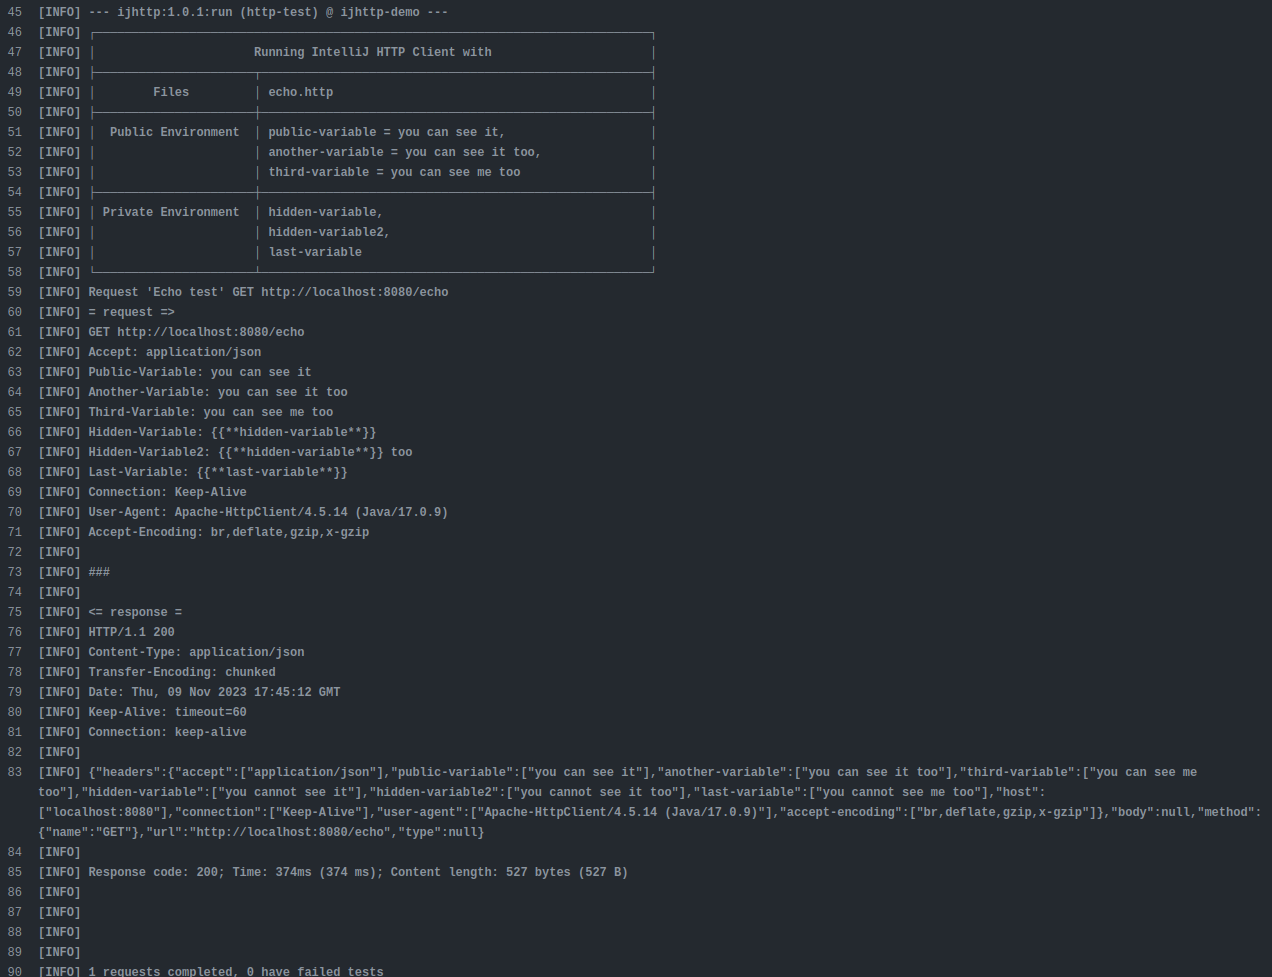 45 [INFO] --- ijhttp:1.0.1:run (http-test) @ ijhttp-demo ---
46 [INFO] ┌──────────────────────┬──────────────────────────────────────────────────────┐
47 [INFO] │ Running IntelliJ HTTP Client with │
48 [INFO] ├──────────────────────┬──────────────────────────────────────────────────────┤
49 [INFO] │ Files │ echo.http │
50 [INFO] ├──────────────────────┼──────────────────────────────────────────────────────┤
51 [INFO] │ Public Environment │ public-variable = you can see it, │
52 [INFO] │ │ another-variable = you can see it too, │
53 [INFO] │ │ third-variable = you can see me too │
54 [INFO] ├──────────────────────┼──────────────────────────────────────────────────────┤
55 [INFO] │ Private Environment │ hidden-variable, │
56 [INFO] │ │ hidden-variable2, │
57 [INFO] │ │ last-variable │
58 [INFO] └──────────────────────┴──────────────────────────────────────────────────────┘
59 [INFO] Request 'Echo test' GET http://localhost:8080/echo
60 [INFO] = request =>
61 [INFO] GET http://localhost:8080/echo
62 [INFO] Accept: application/json
63 [INFO] Public-Variable: you can see it
64 [INFO] Another-Variable: you can see it too
65 [INFO] Third-Variable: you can see me too
66 [INFO] Hidden-Variable: {{**hidden-variable**}}
67 [INFO] Hidden-Variable2: {{**hidden-variable**}} too
68 [INFO] Last-Variable: {{**last-variable**}}
69 [INFO] Connection: Keep-Alive
70 [INFO] User-Agent: Apache-HttpClient/4.5.14 (Java/17.0.9)
71 [INFO] Accept-Encoding: br,deflate,gzip,x-gzip
72 [INFO]
73 [INFO] ###
74 [INFO]
75 [INFO] <= response =
76 [INFO] HTTP/1.1 200
77 [INFO] Content-Type: application/json
78 [INFO] Transfer-Encoding: chunked
79 [INFO] Date: Thu, 09 Nov 2023 17:45:12 GMT
80 [INFO] Keep-Alive: timeout=60
81 [INFO] Connection: keep-alive
82 [INFO]
83 [INFO] {"headers":{"accept":["application/json"],"public-variable":["you can see it"],"another-variable":["you can see it too"],"third-variable":["you can see me
too"],"hidden-variable":["you cannot see it"],"hidden-variable2":["you cannot see it too"],"last-variable":["you cannot see me too"],"host":
["localhost:8080"],"connection":["Keep-Alive"],"user-agent":["Apache-HttpClient/4.5.14 (Java/17.0.9)"],"accept-encoding":["br,deflate,gzip,x-gzip"]},"body":null,"method":
{"name":"GET"},"url":"http://localhost:8080/echo","type":null}
84 [INFO]
85 [INFO] Response code: 200; Time: 374ms (374 ms); Content length: 527 bytes (527 B)
86 [INFO]
87 [INFO]
88 [INFO]
89 [INFO]
90 [INFO] 1 requests completed, 0 have failed tests